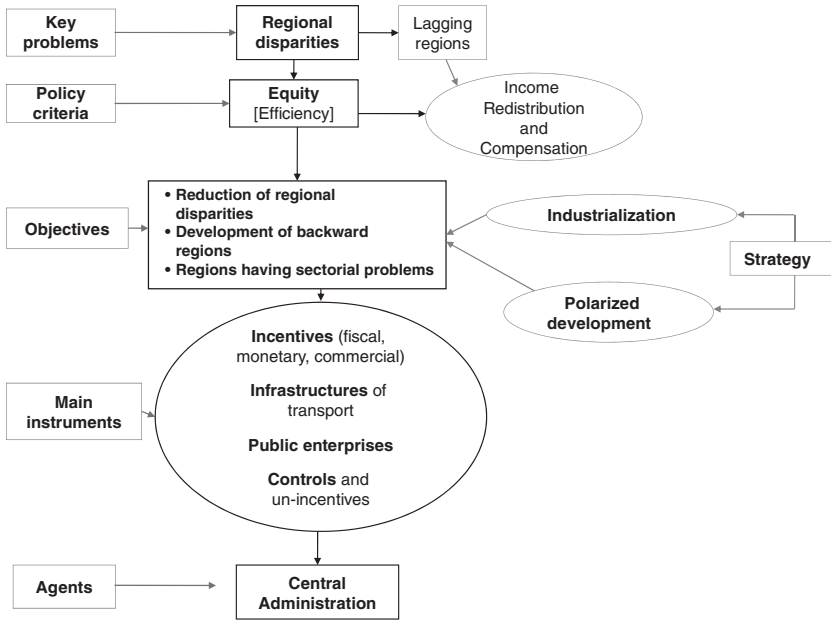 Key
problems
Regional
disparities
Lagging
regions
Policy
criteria
Equity
[Efficiency]
Income
Redistribution
and
Compensation
Objectives
• Reduction of regional
disparities
• Development of backward
regions
• Regions having sectorial problems
Industrialization
Strategy
Polarized
development
Main
instruments
Incentives (fiscal,
monetary, commercial)
Infrastructures of
transport
Public enterprises
Controls and
un-incentives
Agents
Central
Administration